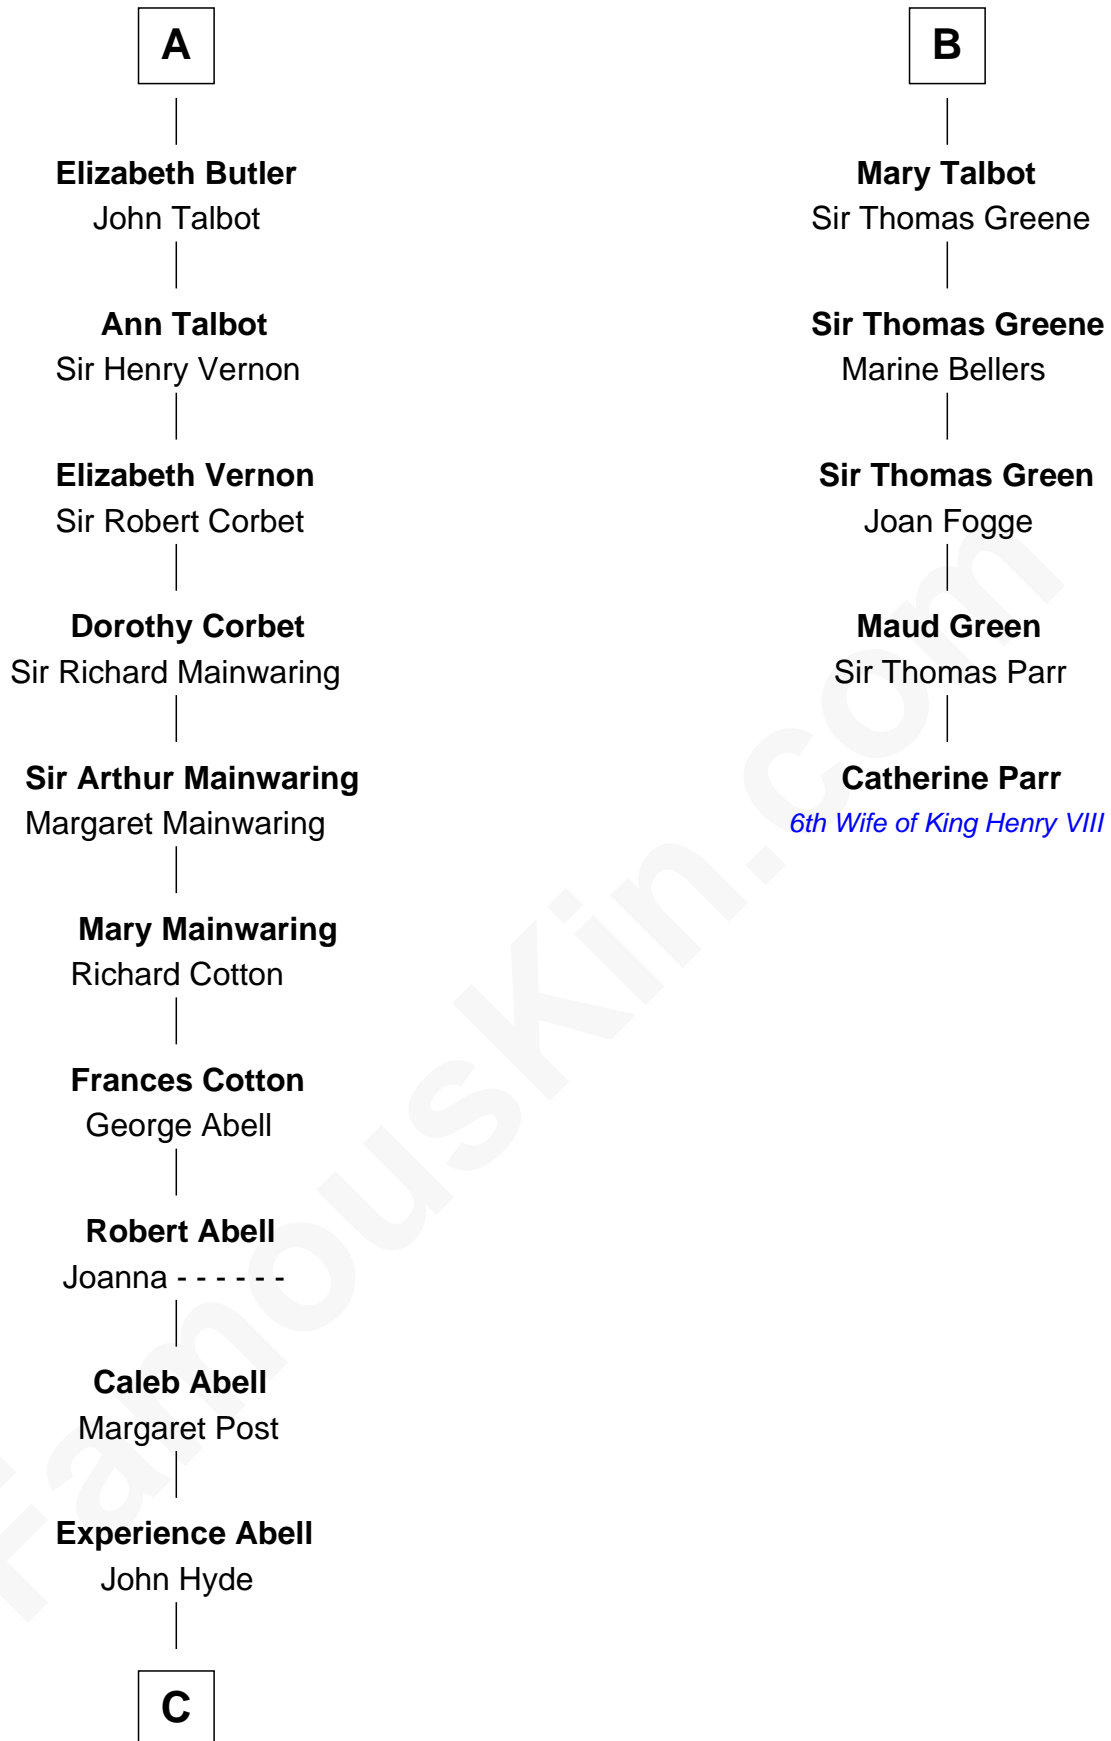 A
Elizabeth Butler
John Talbot
Ann Talbot
Sir Henry Vernon
Elizabeth Vernon
Sir Robert Corbet
Dorothy Corbet
Sir Richard Mainwaring
Sir Arthur Mainwaring
Margaret Mainwaring
Mary Mainwaring
Richard Cotton
Frances Cotton
George Abell
Robert Abell
Joanna - - - - - -
Caleb Abell
Margaret Post
Experience Abell
John Hyde
C
B
Mary Talbot
Sir Thomas Greene
Sir Thomas Greene
Marine Bellers
Sir Thomas Green
Joan Fogge
Maud Green
Sir Thomas Parr
Catherine Parr
6th Wife of King Henry VIII
FamousKin.com